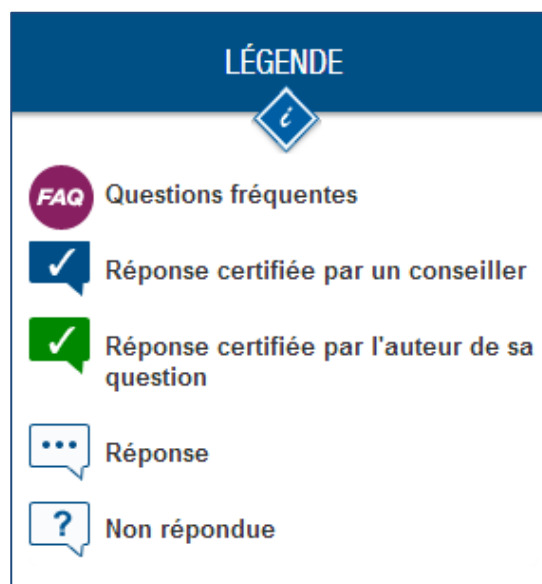 LÉGENDE
i
FAQ Questions fréquentes
Réponse certifiée par un conseiller
Réponse certifiée par l'auteur de sa
question
Réponse
? Non répondue